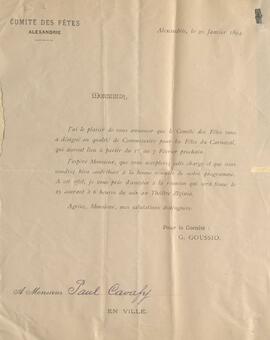 COMITÉ DES FÊTES
ALEXANDRIE
Alexandrie, le 20 Janvier 1894
MONSIEUR,
J'ai le plaisir de vous annoncer que le Comité des Fêtes vous
a désigné en qualité de Commissaire pour les Fêtes du Carnaval,
qui auront lieu à partir du 1er au 7 Février prochain.
J'espère Monsieur, que vous accepterez cette charge et que vous
voudrez bien contribuer à la bonne réussite de notre programme.
A cet effet, je vous prie d'assister à la réunion qui sera tenue le
25 courant à 6 heures du soir au Théâtre Zizinia.
Agréez, Monsieur, mes salutations distinguées.
Pour le Comité :
G. GOUSSIO.
A Monsieur Paul Cavafy
EN VILLE.